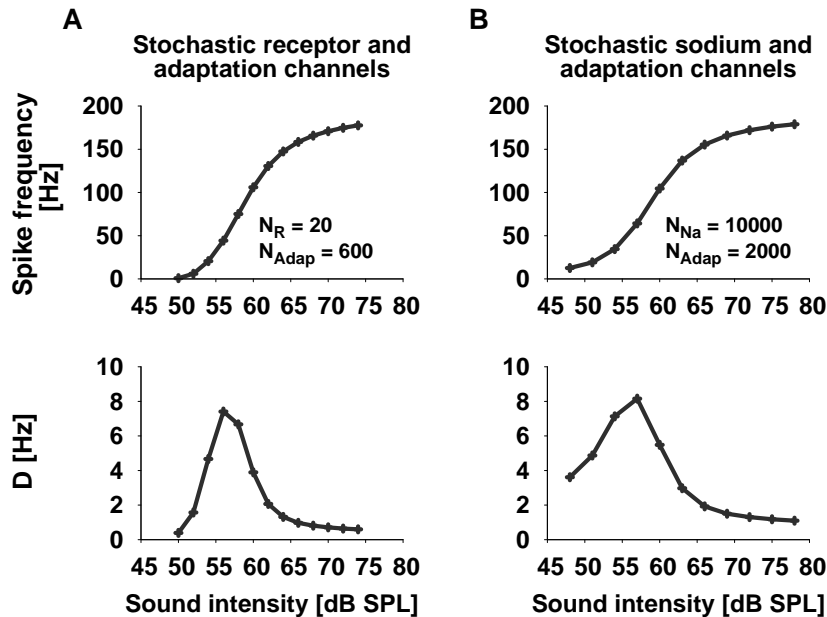 A
Stochastic receptor and
adaptation channels
Spike frequency
[Hz]
200
150
100
50
0
N_R = 20
N_Adap = 600
45 50 55 60 65 70 75 80
D [Hz]
10
8
6
4
2
0
45 50 55 60 65 70 75 80
Sound intensity [dB SPL]
B
Stochastic sodium and
adaptation channels
200
150
100
50
0
N_Na = 10000
N_Adap = 2000
45 50 55 60 65 70 75 80
10
8
6
4
2
0
45 50 55 60 65 70 75 80
Sound intensity [dB SPL]